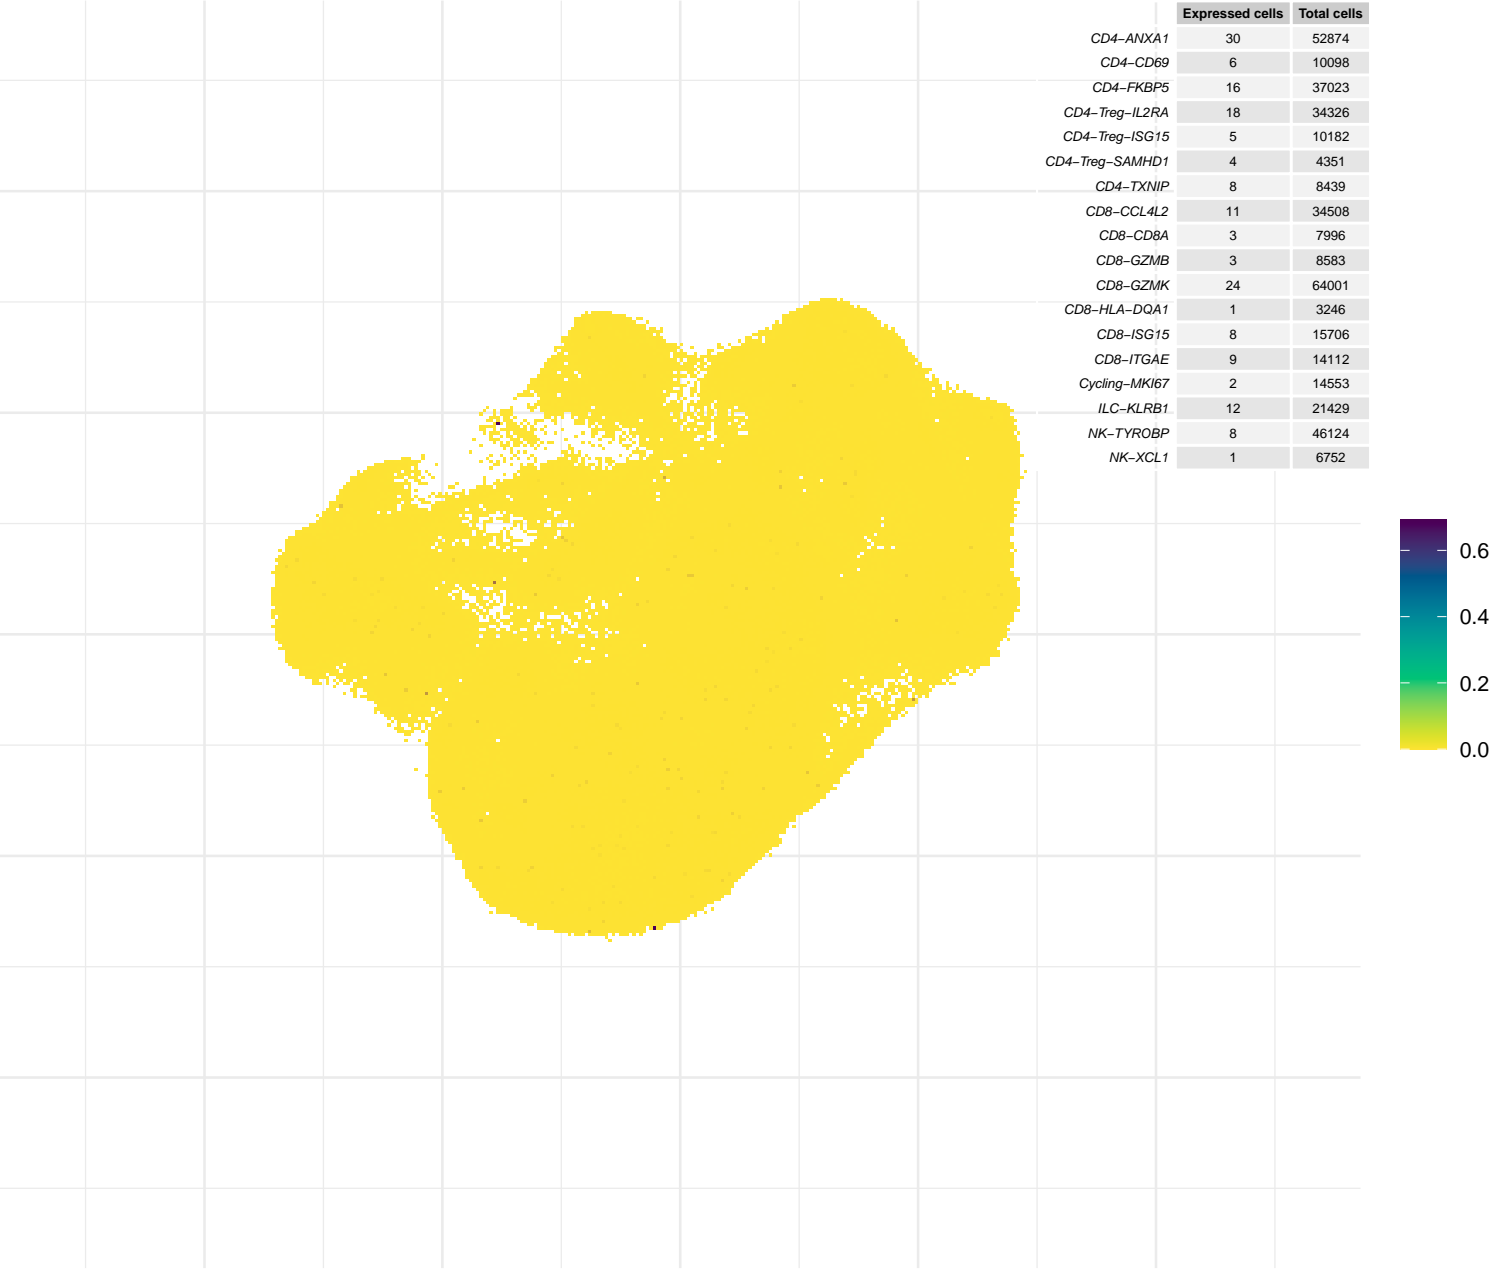 Expressed cells Total cells
CD4−ANXA1 30 52874
CD4−CD69 6 10098
CD4−FKBP5 16 37023
CD4−Treg−IL2RA 18 34326
CD4−Treg−ISG15 5 10182
CD4−Treg−SAMHD1 4 4351
CD4−TXNIP 8 8439
CD8−CCL4L2 11 34508
CD8−CD8A 3 7996
CD8−GZMB 3 8583
CD8−GZMK 24 64001
CD8−HLA−DQA1 1 3246
CD8−ISG15 8 15706
CD8−ITGAE 9 14112
Cycling−MKI67 2 14553
ILC−KLRB1 12 21429
NK−TYROBP 8 46124
NK−XCL1 1 6752
0.6
0.4
0.2
0.0